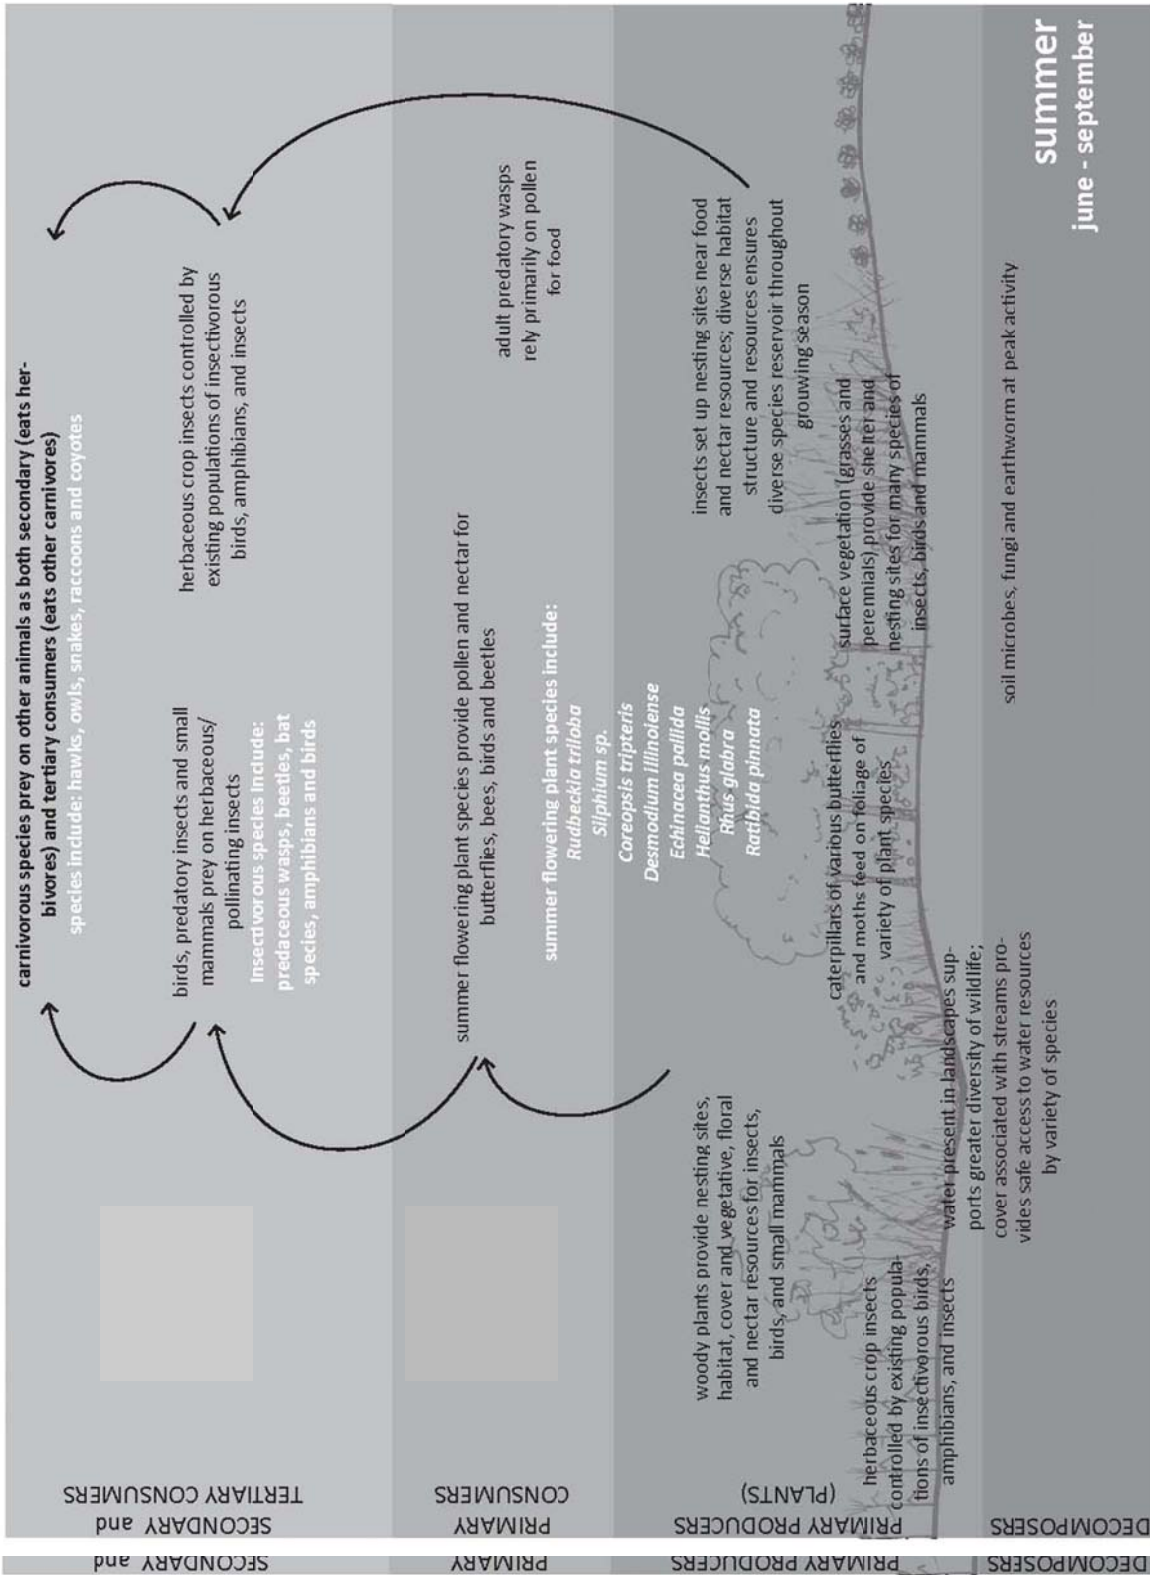 carnivorous species prey on other animals as both secondary (eats her-
bivores) and tertiary consumers (eats other carnivores)
species include: hawks, owls, snakes, raccoons and coyotes
birds, predatory insects and small
mammals prey on herbaceous/
pollinating insects
Insectivorous species include:
predaceous wasps, beetles, bat
species, amphibians and birds
herbaceous crop insects controlled by
existing populations of insectivorous
birds, amphibians, and insects
SECONDARY and
TERTIARY CONSUMERS
summer flowering plant species provide pollen and nectar for
butterflies, bees, birds and beetles
adult predatory wasps
rely primarily on pollen
for food
summer flowering plant species include:
Rudbeckia triloba
Silphium sp.
Coreopsis tripteris
Desmodium illinoiense
Echinacea pallida
Helianthus mollis
Rius glabra
Ratibida pinnata
PRIMARY
CONSUMERS
woody plants provide nesting sites,
habitat, cover and vegetative, floral
and nectar resources for insects,
birds, and small mammals
insects set up nesting sites near food
and nectar resources; diverse habitat
structure and resources ensures
diverse species reservoir throughout
grouwing season
caterpillars of various butterflies
and moths feed on foliage of
variety of plant species
surface vegetation (grasses and
perennials) provide shelter and
nesting sites for many species of
insects, birds and mammals
herbaceous crop insects
controlled by existing popula-
tions of insectivorous birds,
amphibians, and insects
PRIMARY PRODUCERS
(PLANTS)
water present in landscapes sup-
ports greater diversity of wildlife;
cover associated with streams pro-
vides safe access to water resources
by variety of species
soil microbes, fungi and earthworm at peak activity
summer
june - september
DECOMPOSERS
SECONDARY and
PRIMARY
PRIMARY PRODUCERS
DECOMPOSERS